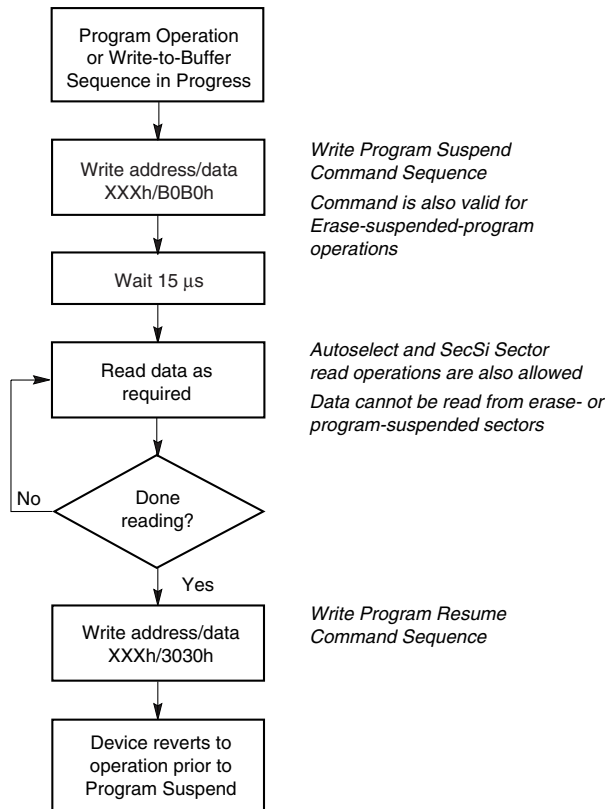 Program Operation
or Write-to-Buffer
Sequence in Progress
Write address/data
XXXh/B0B0h
Write Program Suspend
Command Sequence
Command is also valid for
Erase-suspended-program
operations
Wait 15 μs
Read data as
required
Autoselect and SecSi Sector
read operations are also allowed
Data cannot be read from erase- or
program-suspended sectors
No
Done
reading?
Yes
Write address/data
XXXh/3030h
Write Program Resume
Command Sequence
Device reverts to
operation prior to
Program Suspend